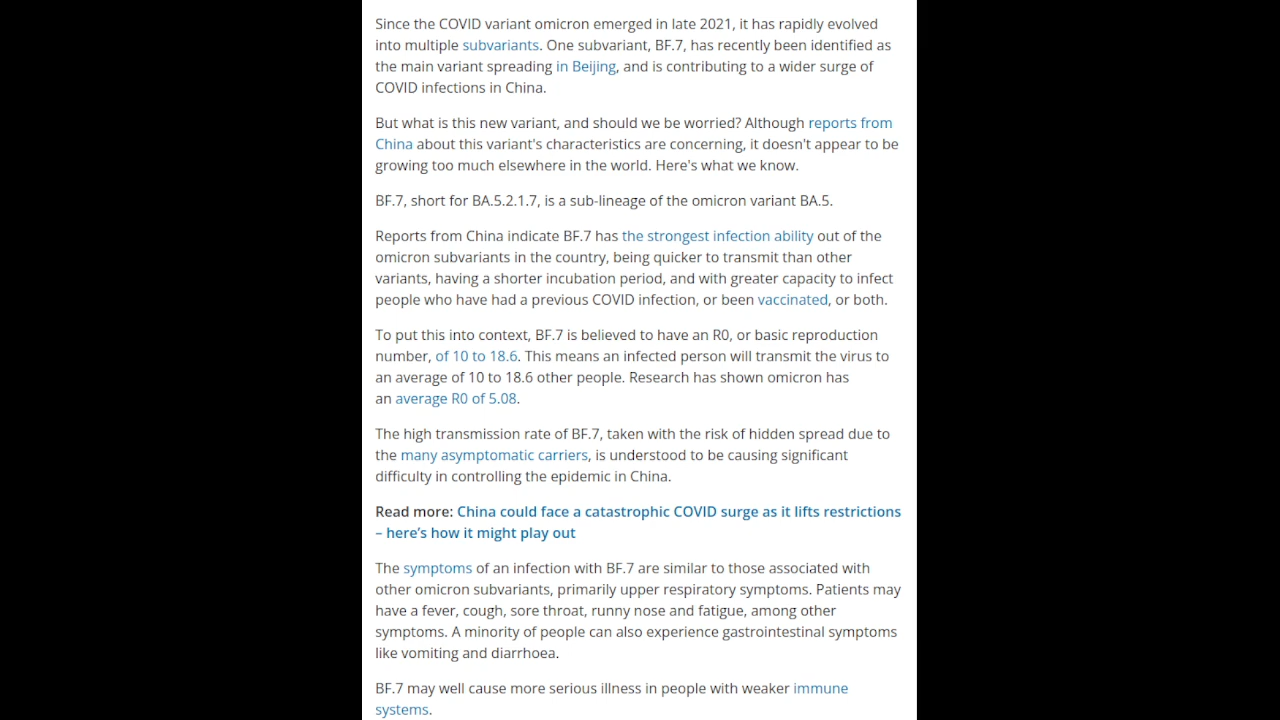 Since the COVID variant omicron emerged in late 2021, it has rapidly evolved
into multiple subvariants. One subvariant, BF.7, has recently been identified as
the main variant spreading in Beijing, and is contributing to a wider surge of
COVID infections in China.
But what is this new variant, and should we be worried? Although reports from
China about this variant's characteristics are concerning, it doesn't appear to be
growing too much elsewhere in the world. Here's what we know.
BF.7, short for BA.5.2.1.7, is a sub-lineage of the omicron variant BA.5.
Reports from China indicate BF.7 has the strongest infection ability out of the
omicron subvariants in the country, being quicker to transmit than other
variants, having a shorter incubation period, and with greater capacity to infect
people who have had a previous COVID infection, or been vaccinated, or both.
To put this into context, BF.7 is believed to have an R0, or basic reproduction
number, of 10 to 18.6. This means an infected person will transmit the virus to
an average of 10 to 18.6 other people. Research has shown omicron has
an average R0 of 5.08.
The high transmission rate of BF.7, taken with the risk of hidden spread due to
the many asymptomatic carriers, is understood to be causing significant
difficulty in controlling the epidemic in China.
Read more: China could face a catastrophic COVID surge as it lifts restrictions
– here’s how it might play out
The symptoms of an infection with BF.7 are similar to those associated with
other omicron subvariants, primarily upper respiratory symptoms. Patients may
have a fever, cough, sore throat, runny nose and fatigue, among other
symptoms. A minority of people can also experience gastrointestinal symptoms
like vomiting and diarrhoea.
BF.7 may well cause more serious illness in people with weaker immune
systems.